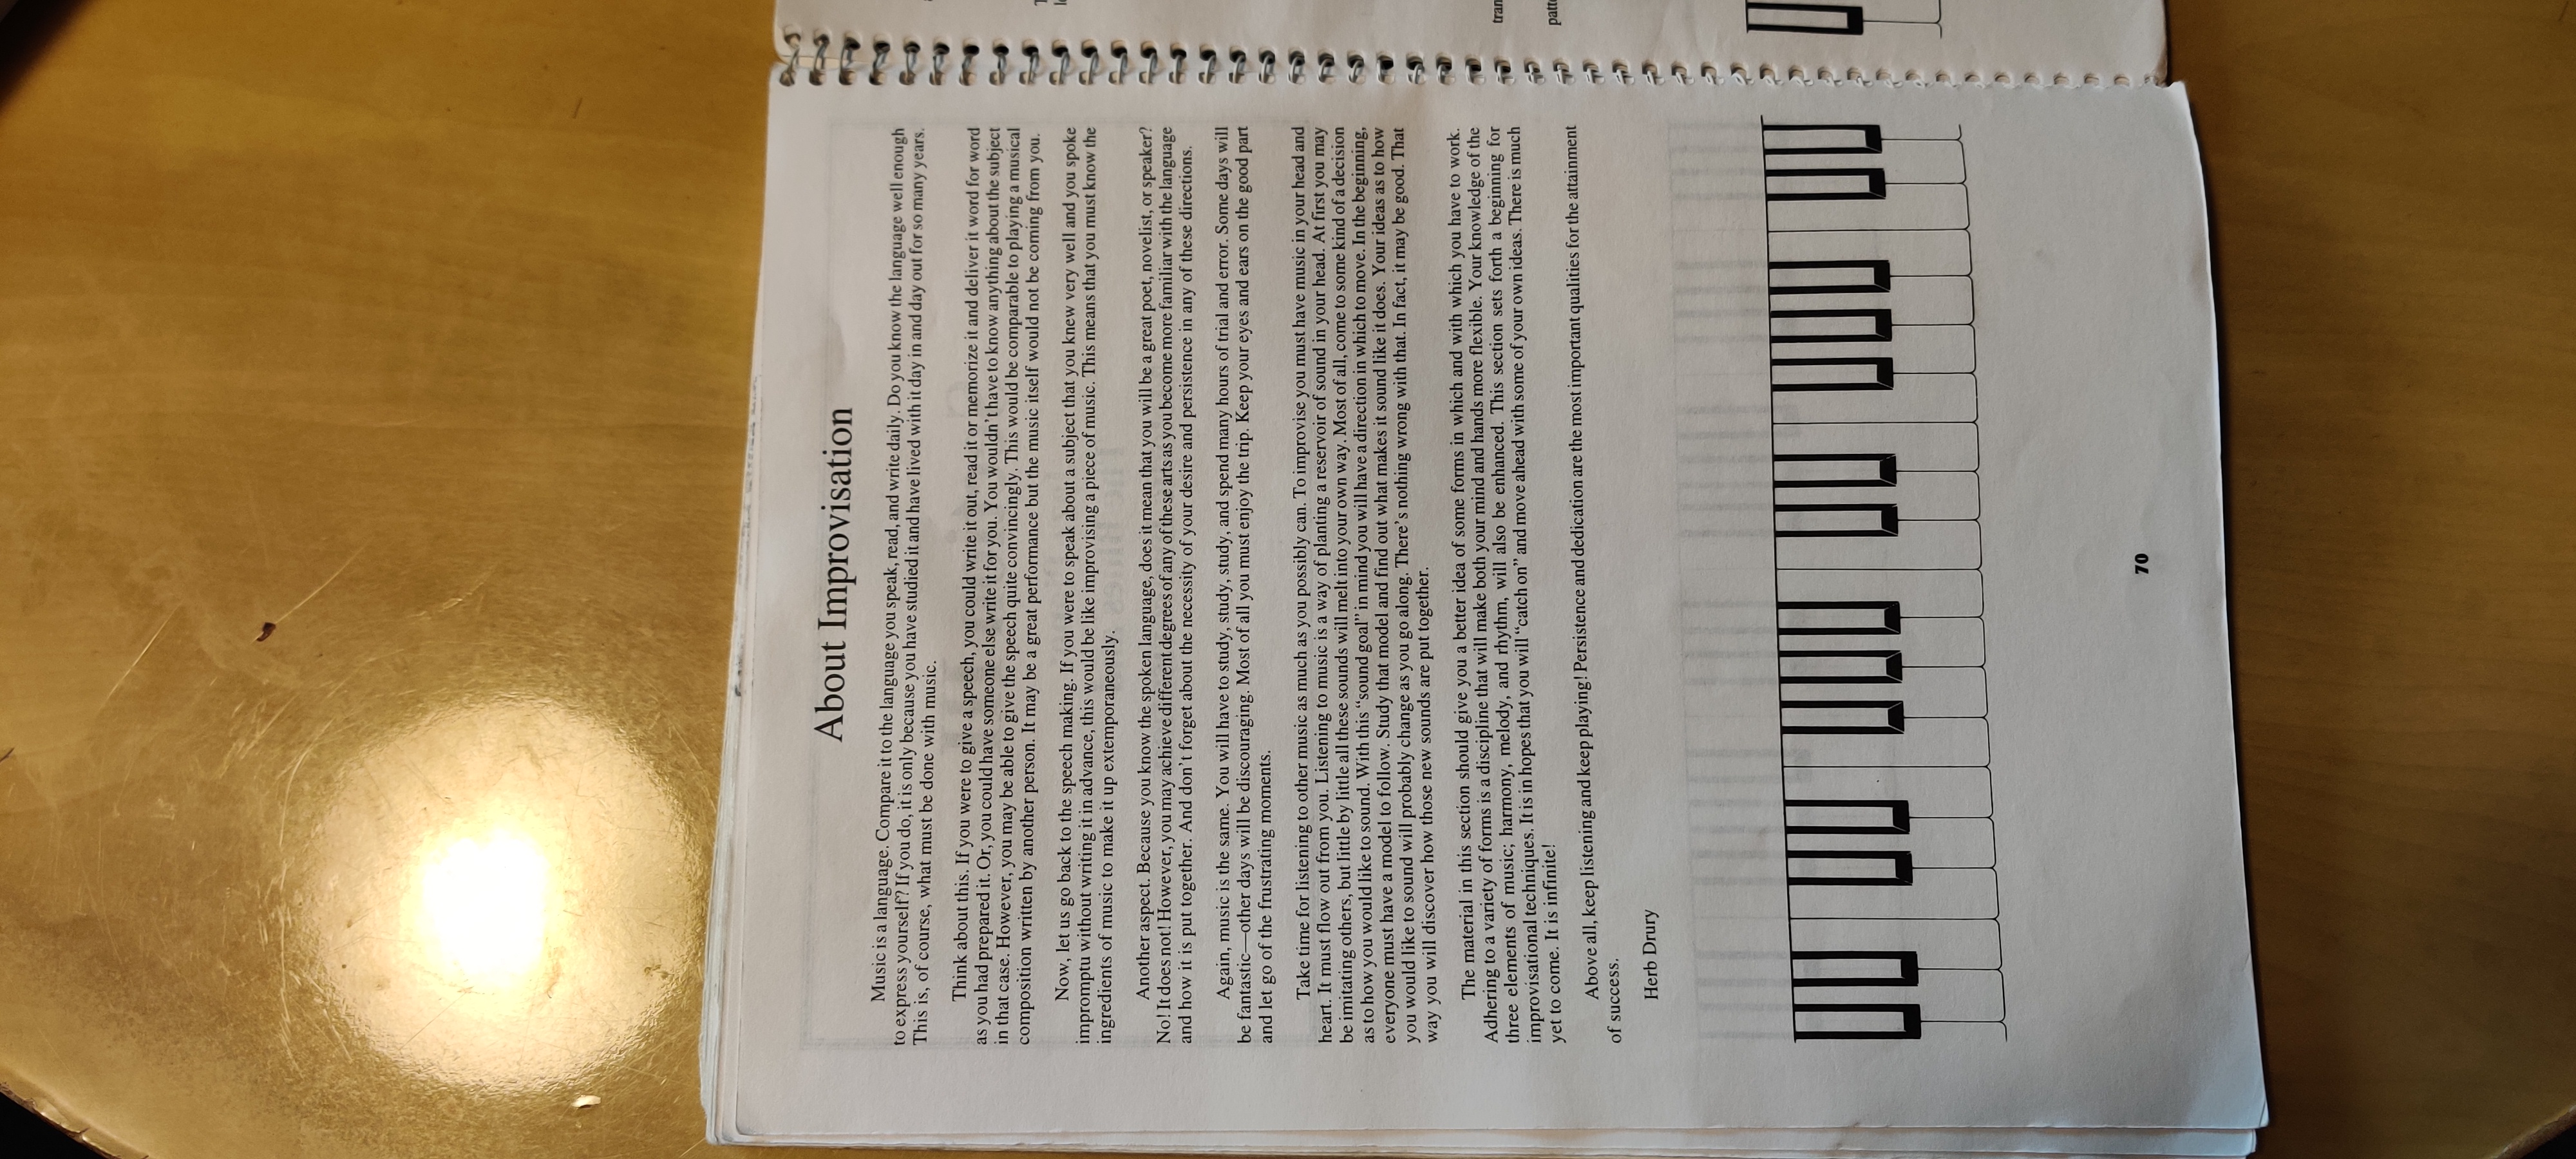 About Improvisation
Music is a language. Compare it to the language you speak, read, and write daily. Do you know the language well enough
to express yourself? If you do, it is only because you have studied it and have lived with it day in and day out for so many years.
This is, of course, what must be done with music.
Think about this. If you were to give a speech, you could write it out, read it or memorize it and deliver it word for word
as you had prepared it. Or, you could have someone else write it for you. You wouldn't have to know anything about the subject
in that case. However, you may be able to give the speech quite convincingly. This would be comparable to playing a musical
composition written by another person. It may be a great performance but the music itself would not be coming from you.
Now, let us go back to the speech making. If you were to speak about a subject that you knew very well and you spoke
impromptu without writing it in advance, this would be like improvising a piece of music. This means that you must know the
ingredients of music to make it up extemporaneously.
Another aspect. Because you know the spoken language, does it mean that you will be a great poet, novelist, or speaker?
No! It does not! However, you may achieve different degrees of any of these arts as you become more familiar with the language
and how it is put together. And don't forget about the necessity of your desire and persistence in any of these directions.
Again, music is the same. You will have to study, study, study, and spend many hours of trial and error. Some days will
be fantastic—other days will be discouraging. Most of all you must enjoy the trip. Keep your eyes and ears on the good part
and let go of the frustrating moments.
Take time for listening to other music as much as you possibly can. To improvise you must have music in your head and
heart. It must flow out from you. Listening to music is a way of planting a reservoir of sound in your head. At first you may
be imitating others, but little by little all these sounds will melt into your own way. Most of all, come to some kind of a decision
as to how you would like to sound. With this "sound goal" in mind you will have a direction in which to move. In the beginning,
everyone must have a model to follow. Study that model and find out what makes it sound like it does. Your ideas as to how
you would like to sound will probably change as you go along. There's nothing wrong with that. In fact, it may be good. That
way you will discover how those new sounds are put together.
The material in this section should give you a better idea of some forms in which and with which you have to work.
Adhering to a variety of forms is a discipline that will make both your mind and hands more flexible. Your knowledge of the
three elements of music; harmony, melody, and rhythm, will also be enhanced. This section sets forth a beginning for
improvisational techniques. It is in hopes that you will "catch on" and move ahead with some of your own ideas. There is much
yet to come. It is infinite!
Above all, keep listening and keep playing! Persistence and dedication are the most important qualities for the attainment
of success.
Herb Drury
70
tran
patt